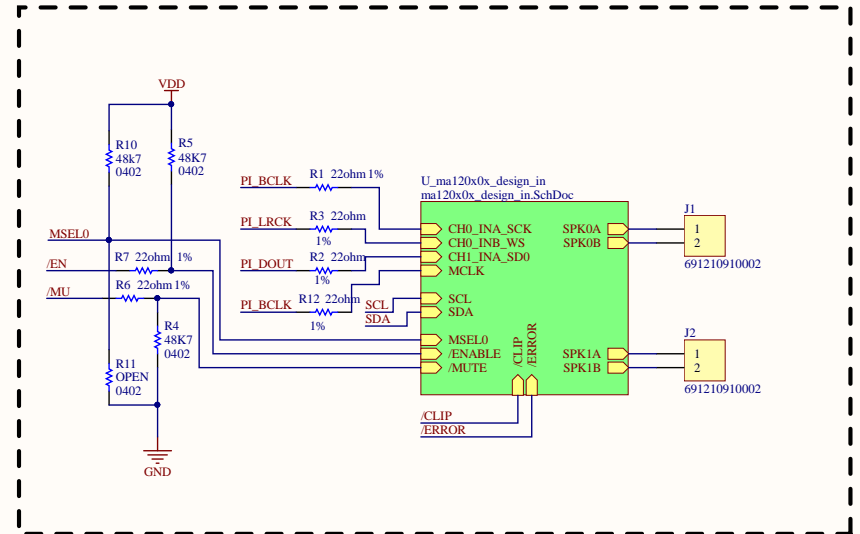 VDD
R10
48k7
0402
R5
48K7
0402
MSEL0
/EN
R7 22ohm 1%
/MU
R6 22ohm 1%
R4
48K7
0402
R11
OPEN
0402
GND
PI_BCLK
R1 22ohm 1%
PI_LRCK
R3 22ohm
1%
PI_DOUT
R2 22ohm
1%
PI_BCLK
R12 22ohm
1%
SCL
SDA
U_ma120x0x_design_in
ma120x0x_design_in.SchDoc
CH0_INA_SCK
CH0_INB_WS
CH1_INA_SD0
MCLK
SCL
SDA
MSEL0
/ENABLE
/MUTE
/CLIP
/ERROR
SPK0A
SPK0B
SPK1A
SPK1B
/CLIP
/ERROR
J1
1
2
691210910002
J2
1
2
691210910002